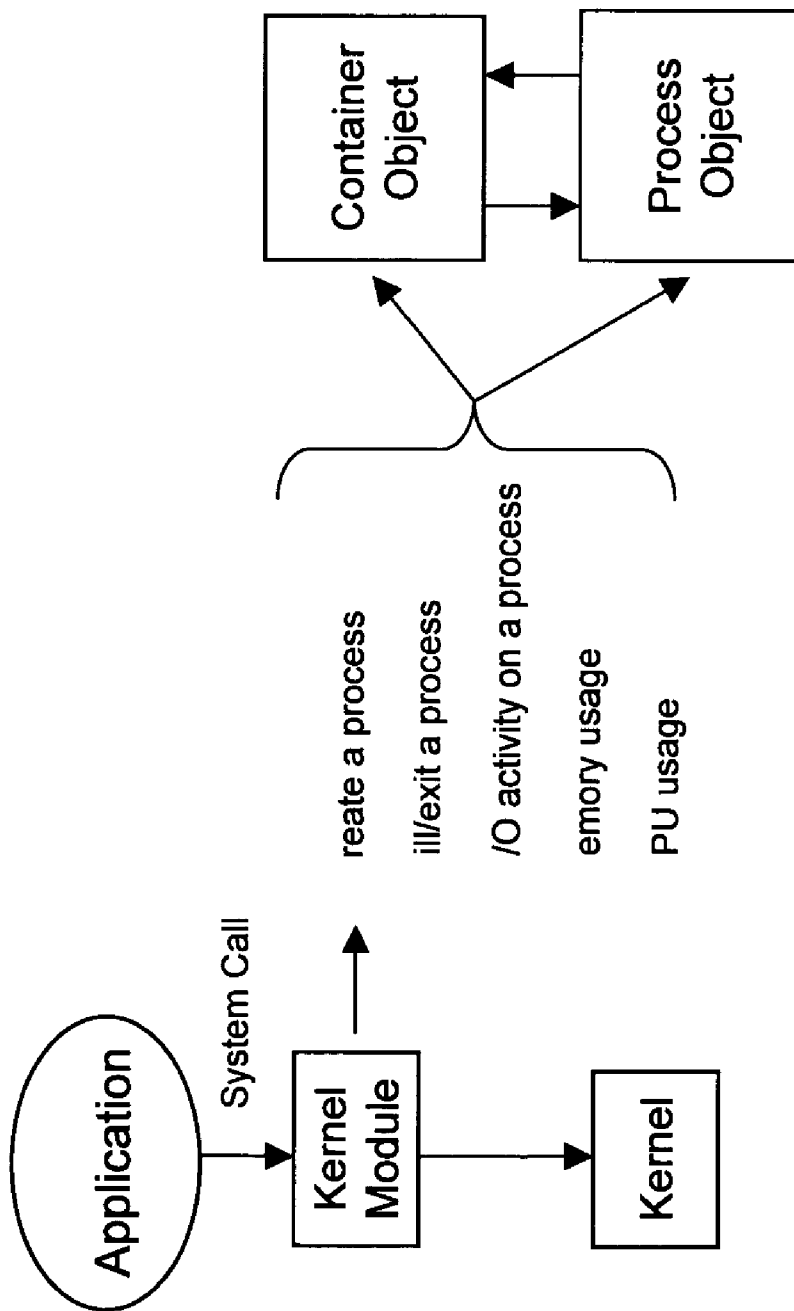 Application
System Call
Kernel
Module
Kernel
reate a process
ill/exit a process
/O activity on a process
emory usage
PU usage
Container
Object
Process
Object